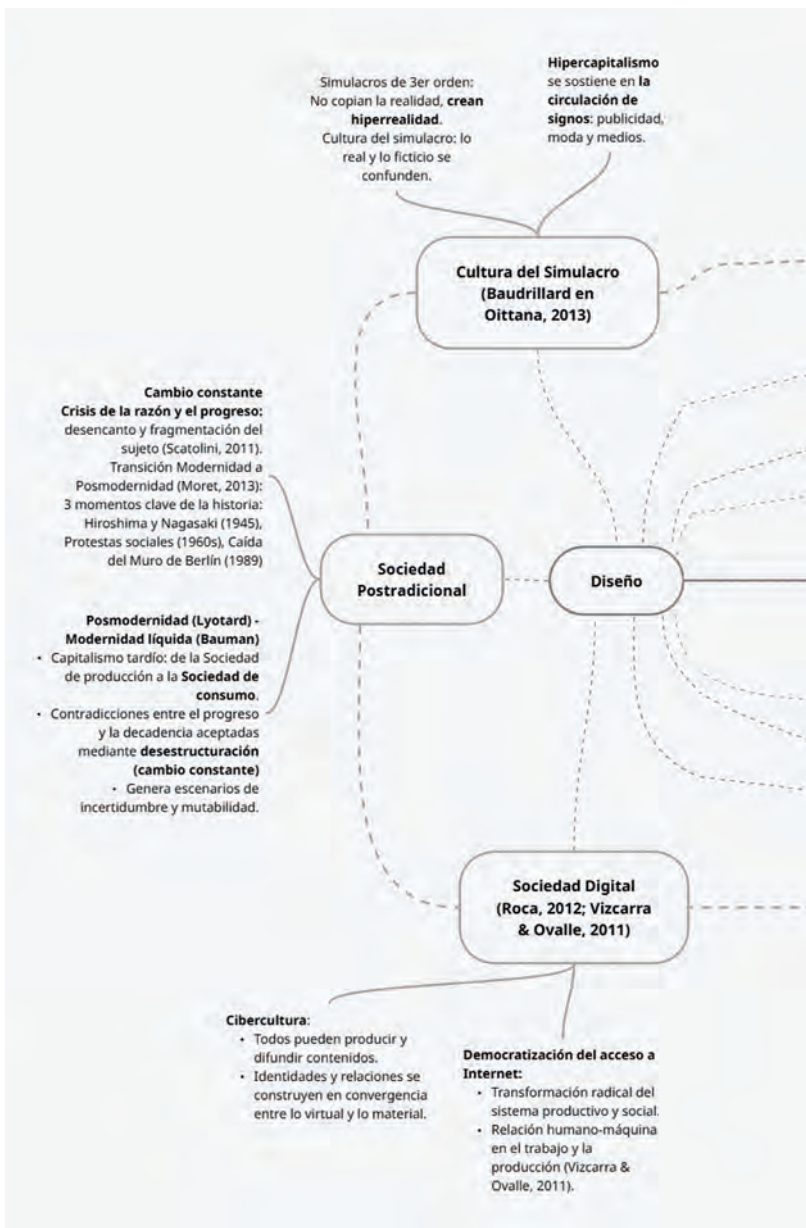 Simulacros de 3er orden:
No copian la realidad, crean
hiperrealidad.
Cultura del simulacro: lo
real y lo ficticio se
confunden.
Hipercapitalismo
se sostiene en la
circulación de
signos: publicidad,
moda y medios.
Cultura del Simulacro
(Baudrillard en
Oittana, 2013)
Cambio constante
Crisis de la razón y el progreso:
desencanto y fragmentación del
sujeto (Scatolini, 2011).
Transición Modernidad a
Posmodernidad (Moret, 2013):
3 momentos clave de la historia:
Hiroshima y Nagasaki (1945),
Protestas sociales (1960s), Caída
del Muro de Berlín (1989)
Sociedad
Postradicional
Diseño
Posmodernidad (Lyotard) -
Modernidad líquida (Bauman)
• Capitalismo tardío: de la Sociedad
de producción a la Sociedad de
consumo.
• Contradicciones entre el progreso
y la decadencia aceptadas
mediante desestructuración
(cambio constante)
• Genera escenarios de
incertidumbre y mutabilidad.
Sociedad Digital
(Roca, 2012; Vizcarra
& Ovalle, 2011)
Cibercultura:
• Todos pueden producir y
difundir contenidos.
• Identidades y relaciones se
construyen en convergencia
entre lo virtual y lo material.
Democratización del acceso a
Internet:
• Transformación radical del
sistema productivo y social.
• Relación humano-máquina
en el trabajo y la
producción (Vizcarra &
Ovalle, 2011).